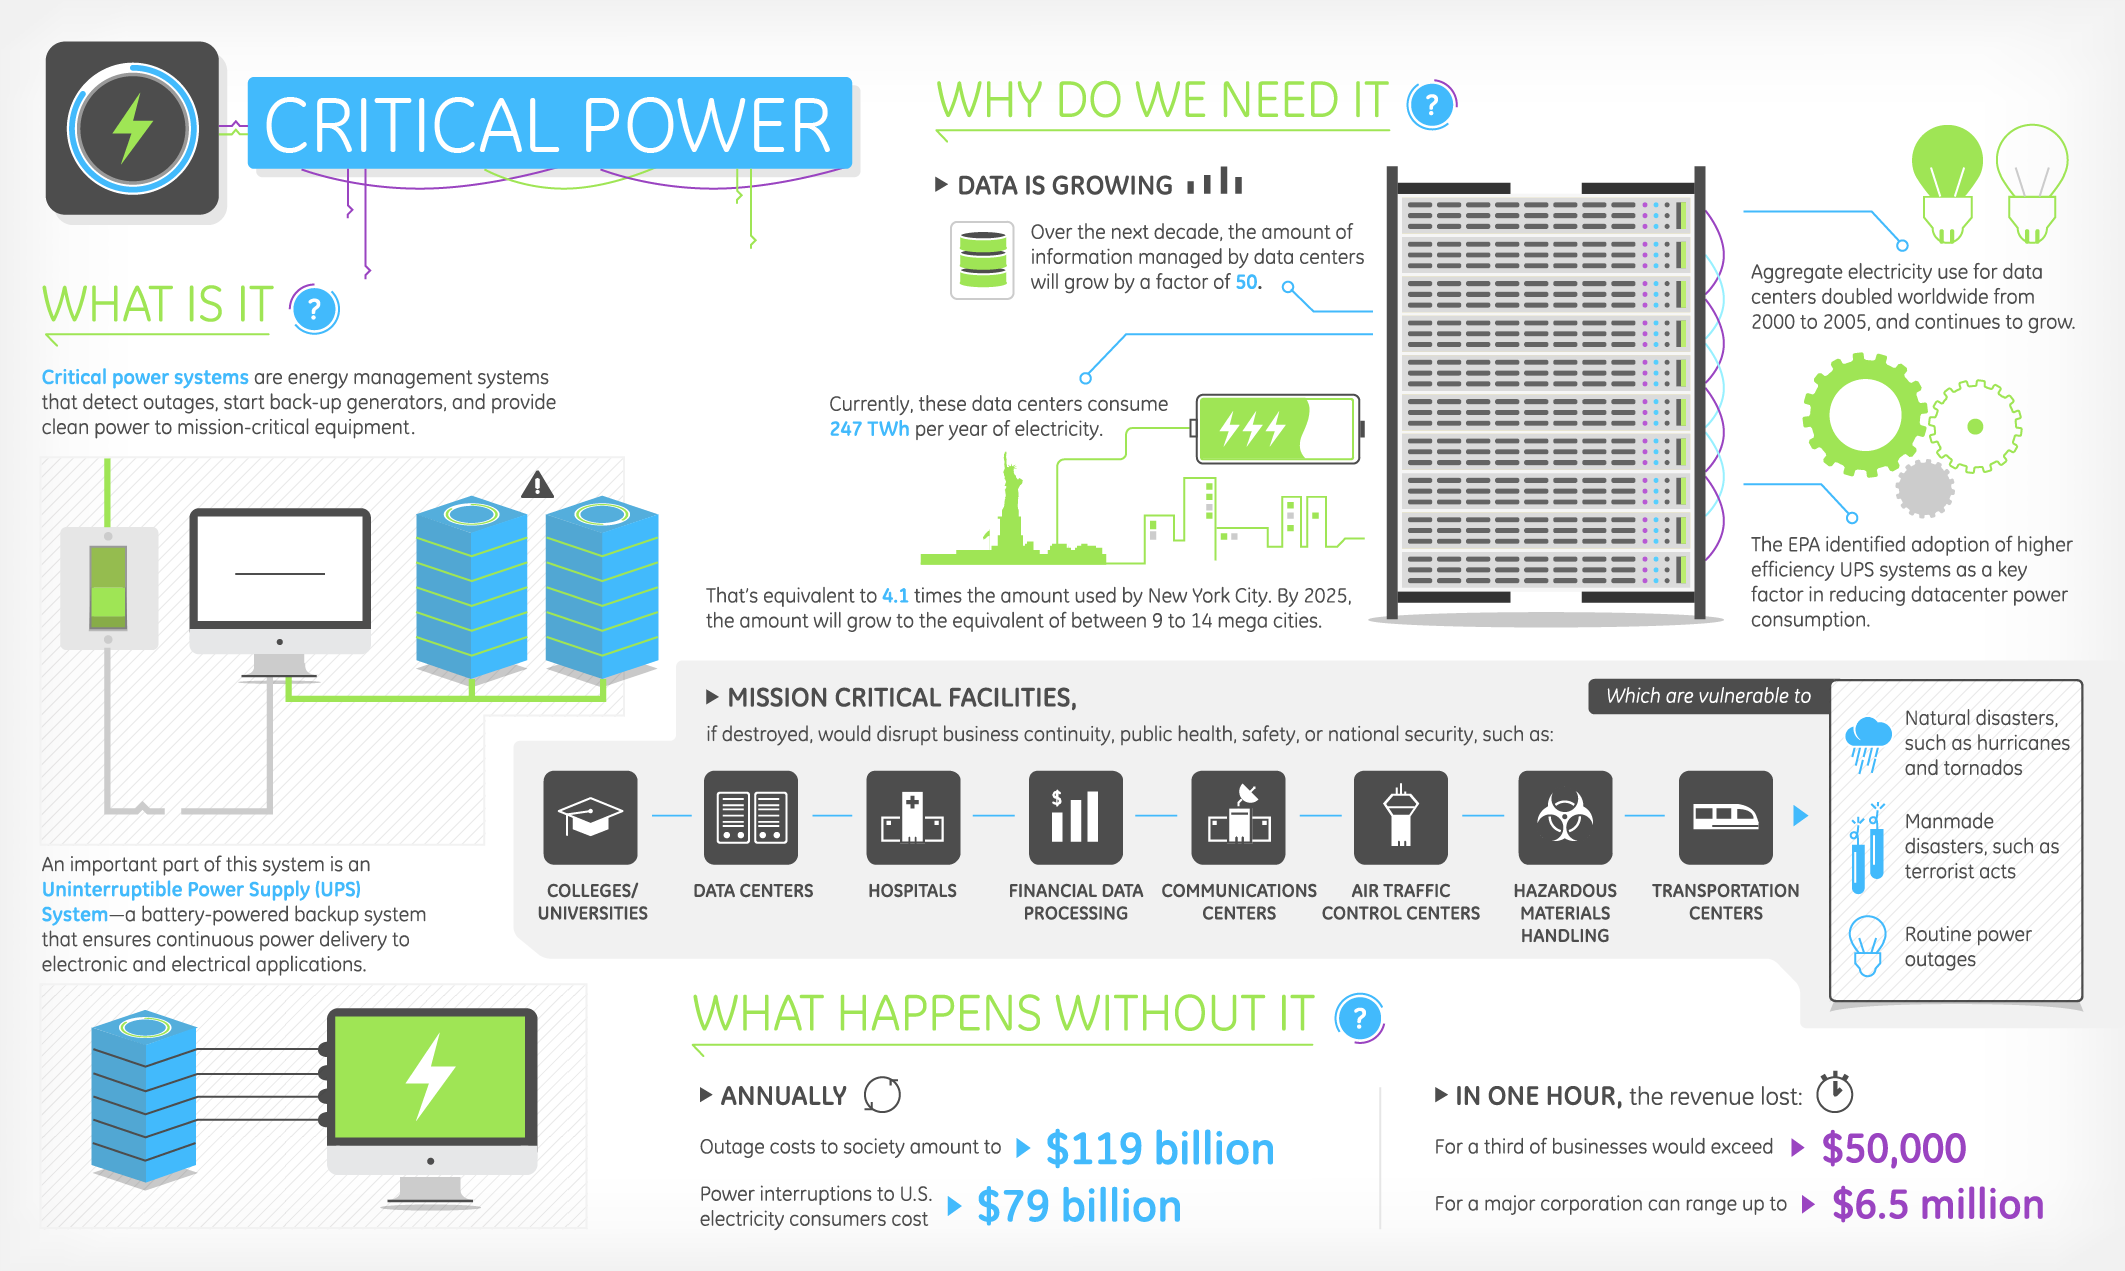 CRITICAL POWER
WHAT IS IT
?
Critical power systems are energy management systems
that detect outages, start back-up generators, and provide
clean power to mission-critical equipment.
!
An important part of this system is an
Uninterruptible Power Supply (UPS)
System—a battery-powered backup system
that ensures continuous power delivery to
electronic and electrical applications.
WHY DO WE NEED IT
?
DATA IS GROWING
Over the next decade, the amount of
information managed by data centers
will grow by a factor of 50.
Currently, these data centers consume
247 TWh per year of electricity.
That's equivalent to 4.1 times the amount used by New York City. By 2025,
the amount will grow to the equivalent of between 9 to 14 mega cities.
Aggregate electricity use for data
centers doubled worldwide from
2000 to 2005, and continues to grow.
The EPA identified adoption of higher
efficiency UPS systems as a key
factor in reducing datacenter power
consumption.
MISSION CRITICAL FACILITIES,
if destroyed, would disrupt business continuity, public health, safety, or national security, such as:
COLLEGES/
UNIVERSITIES
DATA CENTERS
HOSPITALS
$
FINANCIAL DATA
PROCESSING
COMMUNICATIONS
CENTERS
AIR TRAFFIC
CONTROL CENTERS
HAZARDOUS
MATERIALS
HANDLING
TRANSPORTATION
CENTERS
Which are vulnerable to
Natural disasters,
such as hurricanes
and tornados
Manmade
disasters, such as
terrorist acts
Routine power
outages
WHAT HAPPENS WITHOUT IT
?
ANNUALLY
Outage costs to society amount to
$119 billion
Power interruptions to U.S.
electricity consumers cost
$79 billion
IN ONE HOUR, the revenue lost:
For a third of businesses would exceed
$50,000
For a major corporation can range up to
$6.5 million